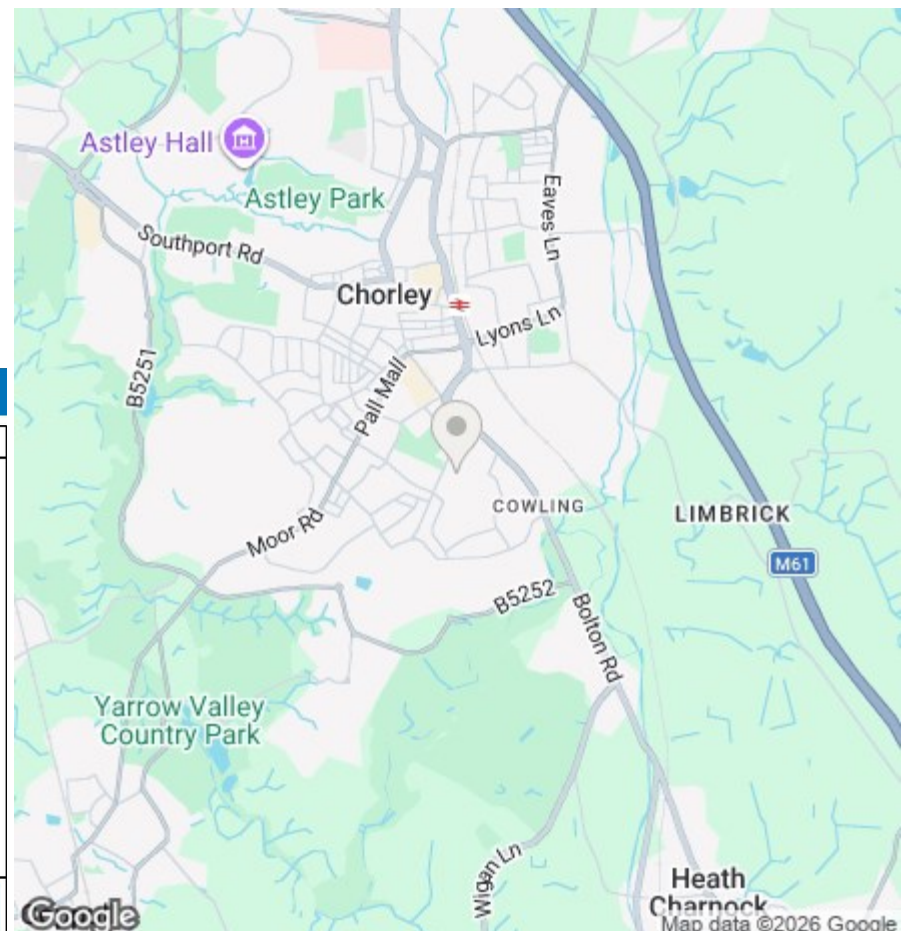 Astley Hall
Astley Park
Southport Rd
Eaves Ln
Chorley
Lyons Ln
B5251
Pall Mall
COWLING
LIMBRICK
Moor Rd
M61
B5252
Bolton Rd
Yarrow Valley
Country Park
Wigan Ln
Heath
Charnock
Google
Map data ©2026 Google